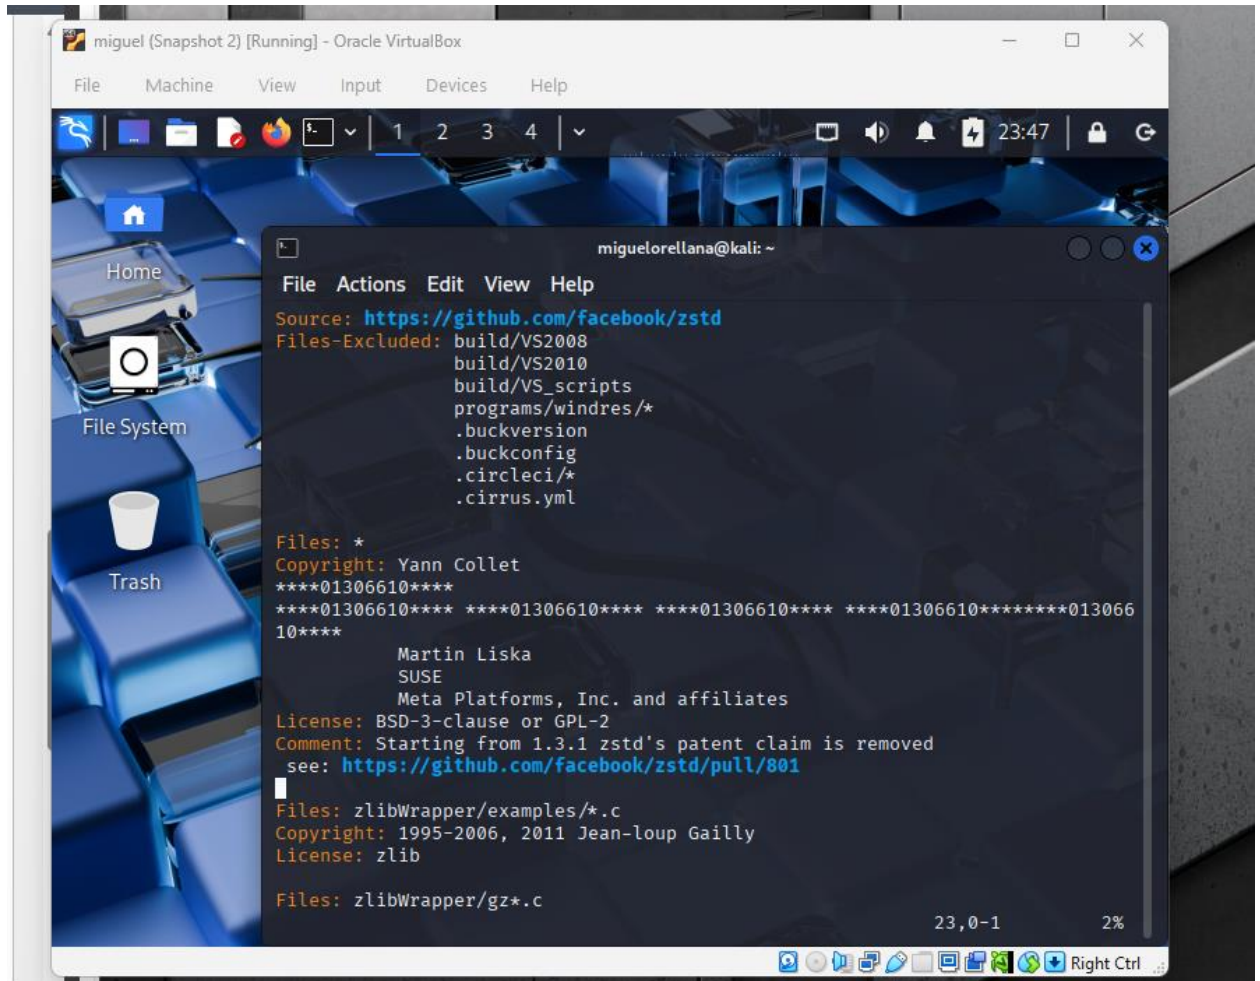 miguel (Snapshot 2) [Running] - Oracle VirtualBox
File Machine View Input Devices Help
1 2 3 4 23:47
Home
File System
Trash
miguelorellana@kali: ~
File Actions Edit View Help
Source: https://github.com/facebook/zstd
Files-Excluded: build/VS2008
build/VS2010
build/VS_scripts
programs/windres/*
.buckversion
.buckconfig
.circleci/*
.cirrus.yml
Files: *
Copyright: Yann Collet
****01306610****
****01306610**** ****01306610**** ****01306610**** ****01306610********013066
10****
Martin Liska
SUSE
Meta Platforms, Inc. and affiliates
License: BSD-3-clause or GPL-2
Comment: Starting from 1.3.1 zstd's patent claim is removed
see: https://github.com/facebook/zstd/pull/801
Files: zlibWrapper/examples/*.c
Copyright: 1995-2006, 2011 Jean-loup Gailly
License: zlib
Files: zlibWrapper/gz*.c
23,0-1 2%
Right Ctrl